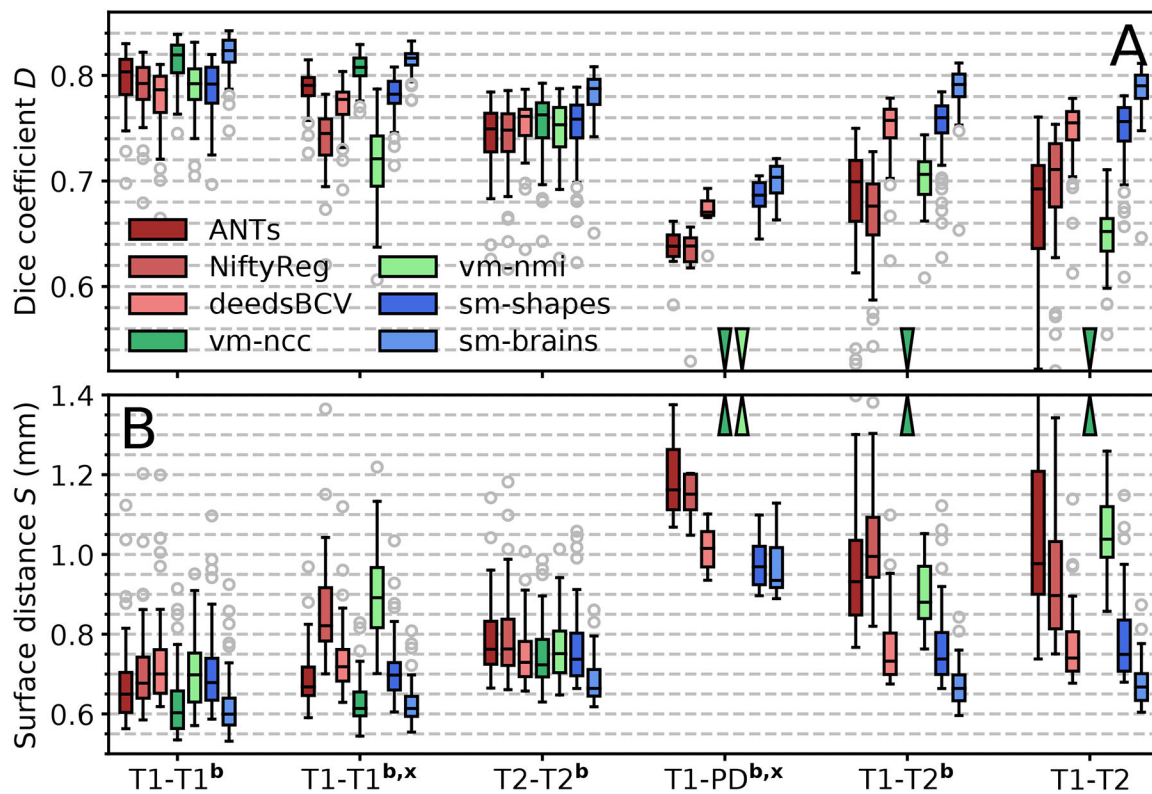 A
Dice coefficient D
0.8
0.7
0.6
ANTs
NiftyReg
deedsBCV
vm-ncc
vm-nmi
sm-shapes
sm-brains
B
Surface distance S (mm)
1.4
1.2
1.0
0.8
0.6
T1-T1b
T1-T1b,x
T2-T2b
T1-PDb,x
T1-T2b
T1-T2